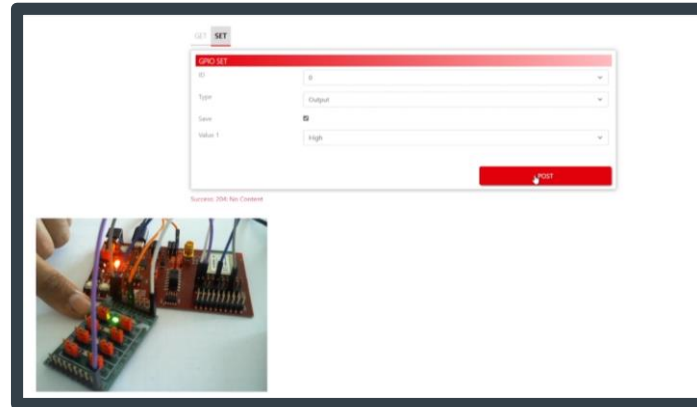 GET SET
GPIO SET
ID 0
Type Output
Save
Value 1 High
POST
Success 204: No Content